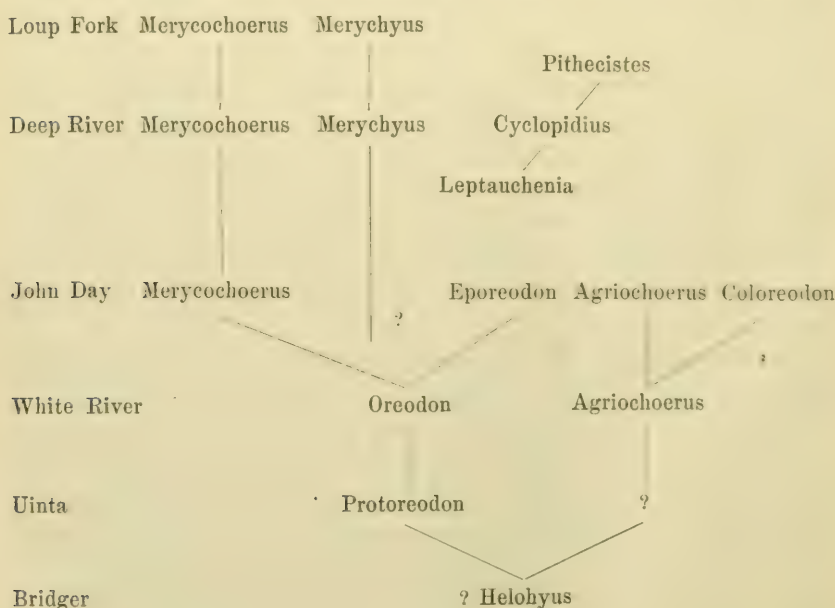 Loup Fork Merycochoerus Merychyus
Pithecistes
Deep River Merycochoerus Merychyus Cyclopidius
Leptauchenia
John Day Merycochoerus Eporeodon Agriochoerus Coloreodon
?
White River Oreodon Agriochoerus
Uinta Protoreodon ?
Bridger ? Helohyus